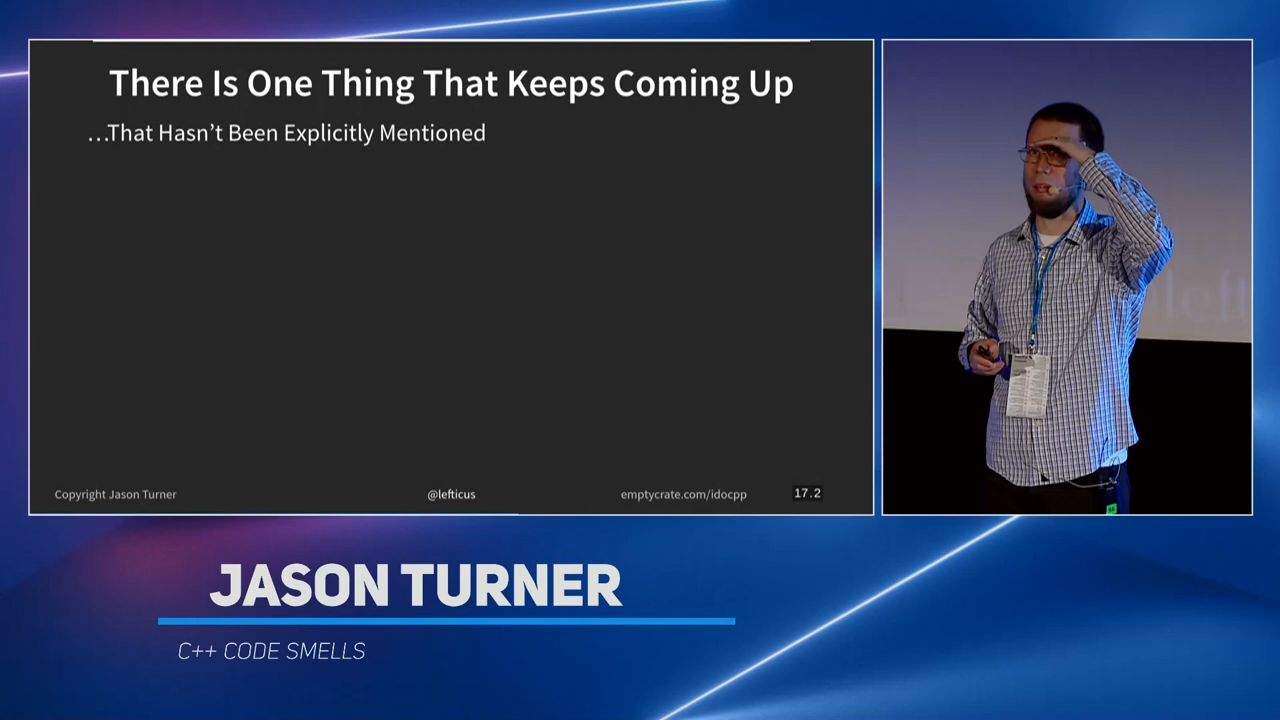 There Is One Thing That Keeps Coming Up
…That Hasn’t Been Explicitly Mentioned
Copyright Jason Turner
@lefticus
emptycrate.com/idocpp
17.2
JASON TURNER
C++ CODE SMELLS